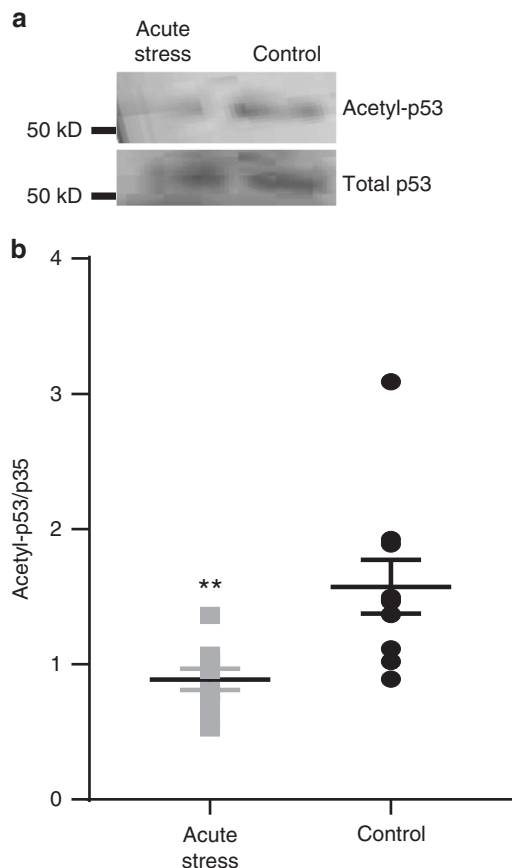 a
Acute
stress
Control
Acetyl-p53
50 kD
Total p53
50 kD
b
4
3
2
1
0
Acetyl-p53/p35
**
Acute
stress
Control